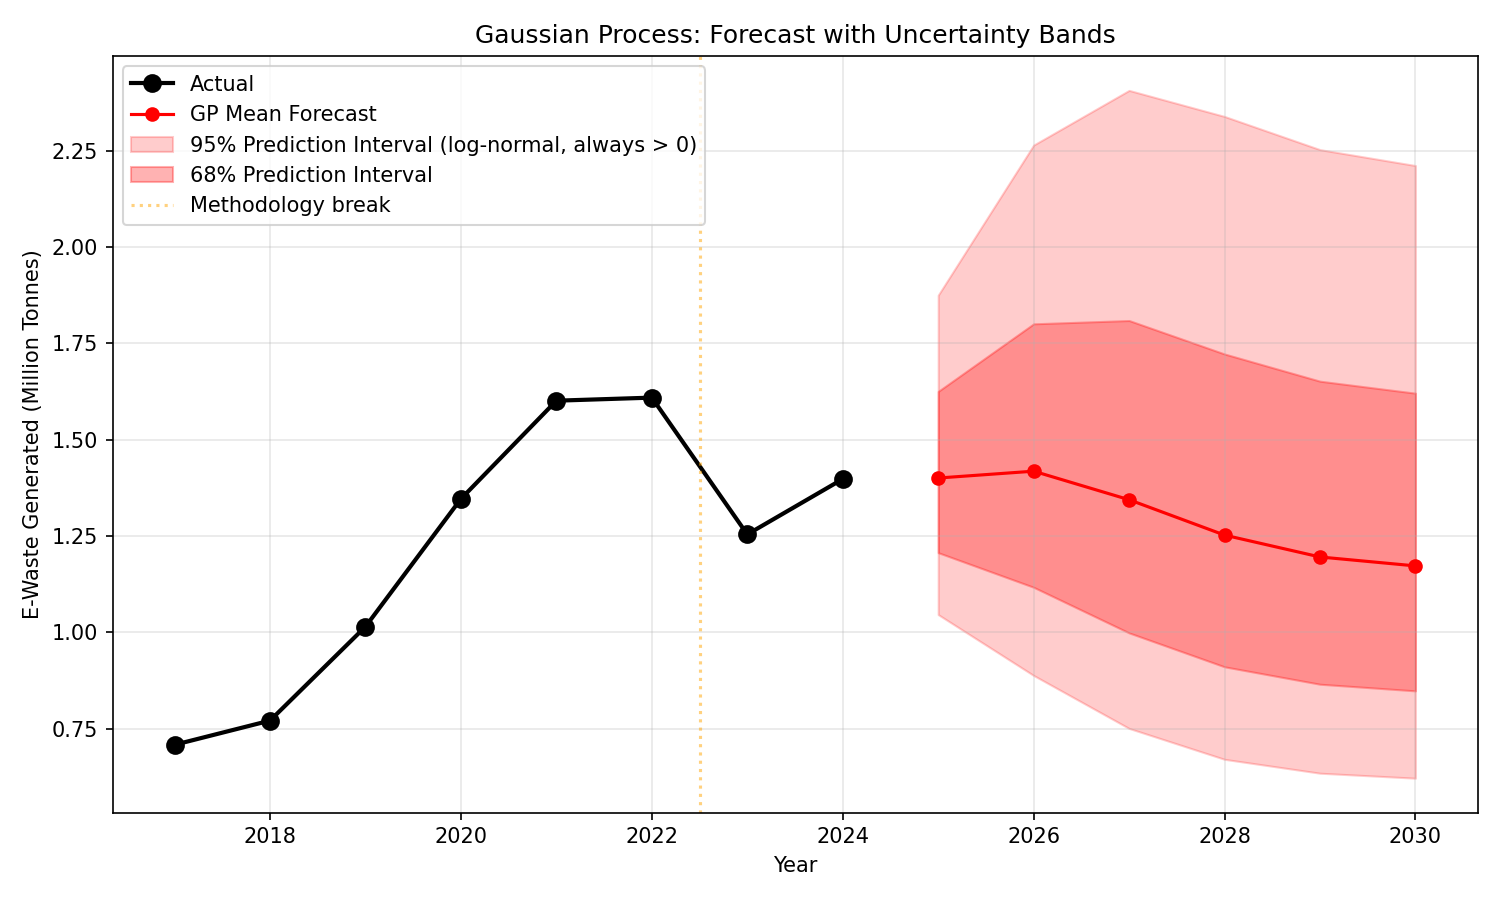 Gaussian Process: Forecast with Uncertainty Bands
Actual
GP Mean Forecast
95% Prediction Interval (log-normal, always > 0)
68% Prediction Interval
Methodology break
E-Waste Generated (Million Tonnes)
2.25
2.00
1.75
1.50
1.25
1.00
0.75
2018 2020 2022 2024 2026 2028 2030
Year